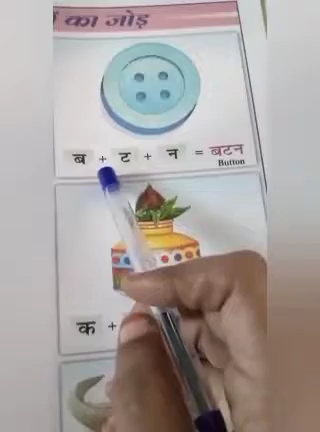 का जोड़
ब + ट + न = बटन
Button
क +